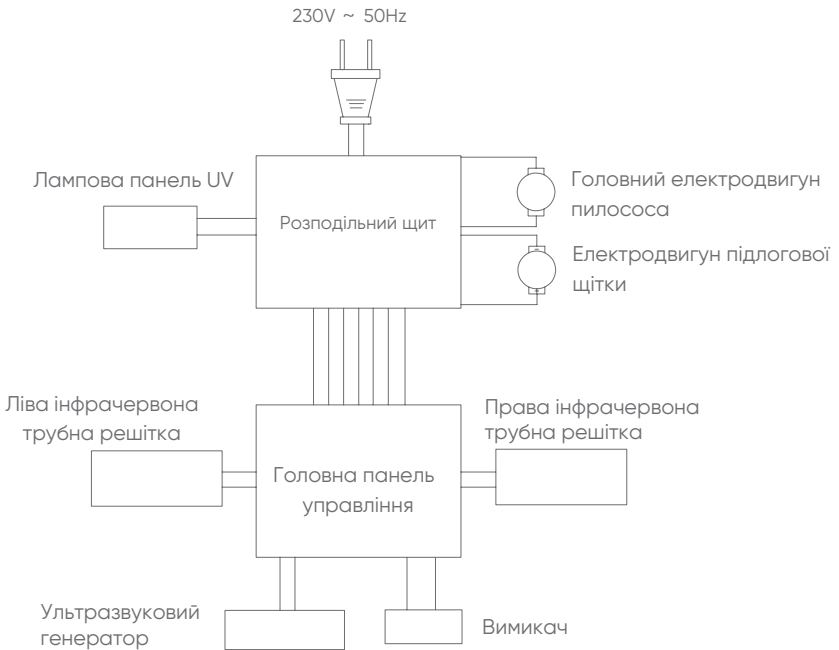 230V ~ 50Hz
Лампова панель UV
Розподільний щит
Головний електродвигун
пилососа
Електродвигун підлогової
щітки
Ліва інфрачервона
трубна решітка
Права інфрачервона
трубна решітка
Головна панель
управління
Ультразвуковий
генератор
Вимикач